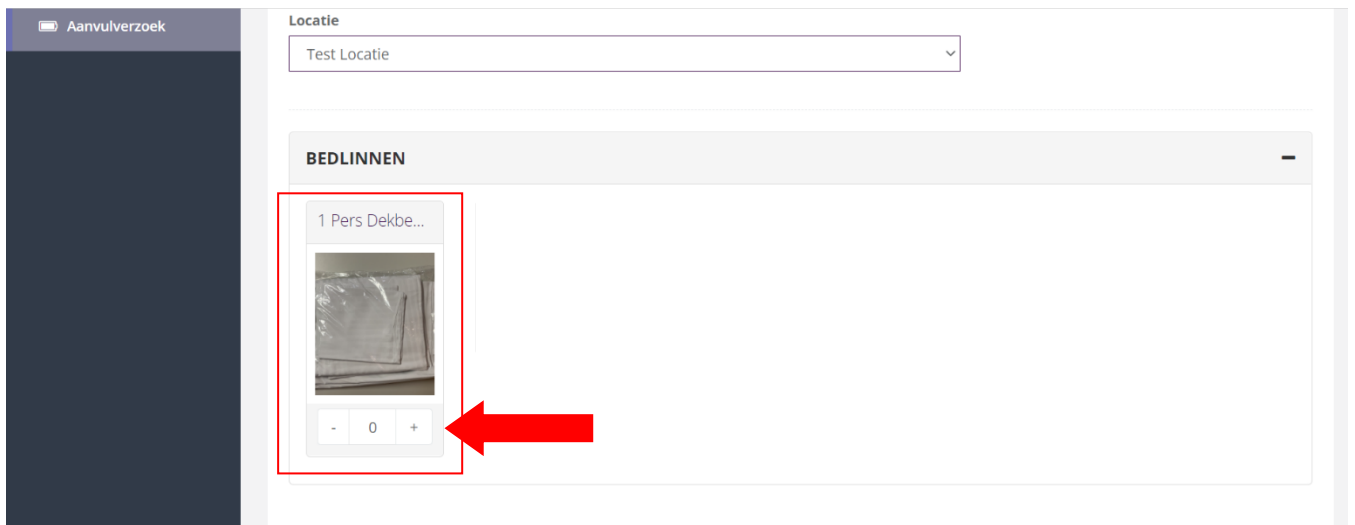 Aanvulverzoek
Locatie
Test Locatie
BEDLINNEN
1 Pers Dekbe...
- 0 +